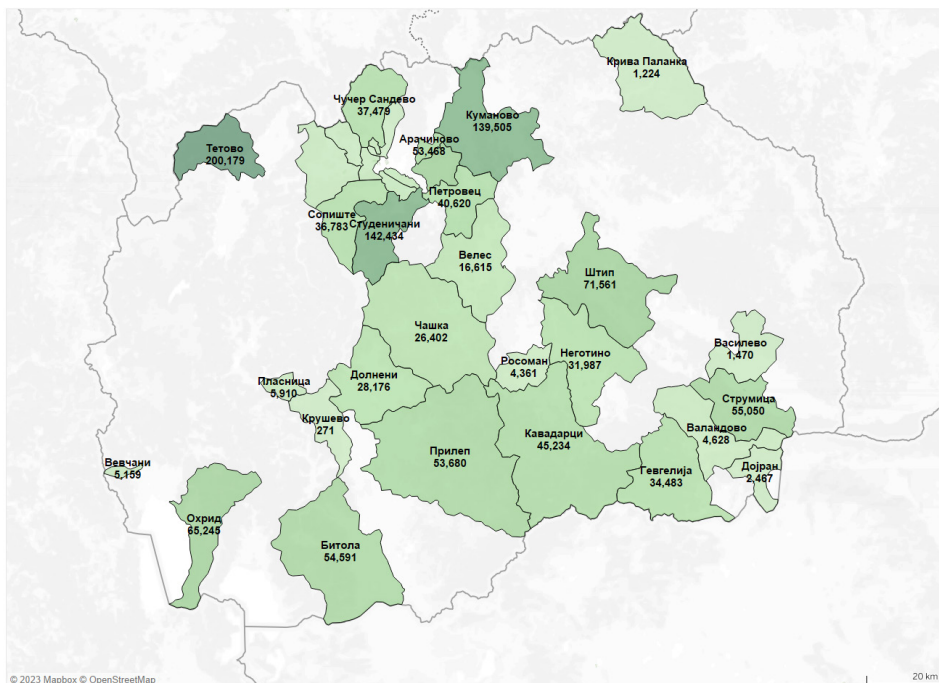 Крива Паланка
1,224
Чучер Сандево
37,479
Куманово
139,505
Арачиново
53,468
Тетово
200,179
Петровец
40,620
Сопиште
36,783
Студеничани
142,434
Велес
16,615
Штип
71,561
Чашка
26,402
Василево
1,470
Росоман
4,361
Неготино
31,987
Долнени
28,176
Пласница
5,910
Струмица
55,050
Крушево
271
Валандово
4,628
Кавадарци
45,234
Прилеп
53,680
Вевчани
5,159
Гевгелија
34,483
Дојран
2,467
Охрид
65,245
Битола
54,591
© 2023 Mapbox © OpenStreetMap
20 km